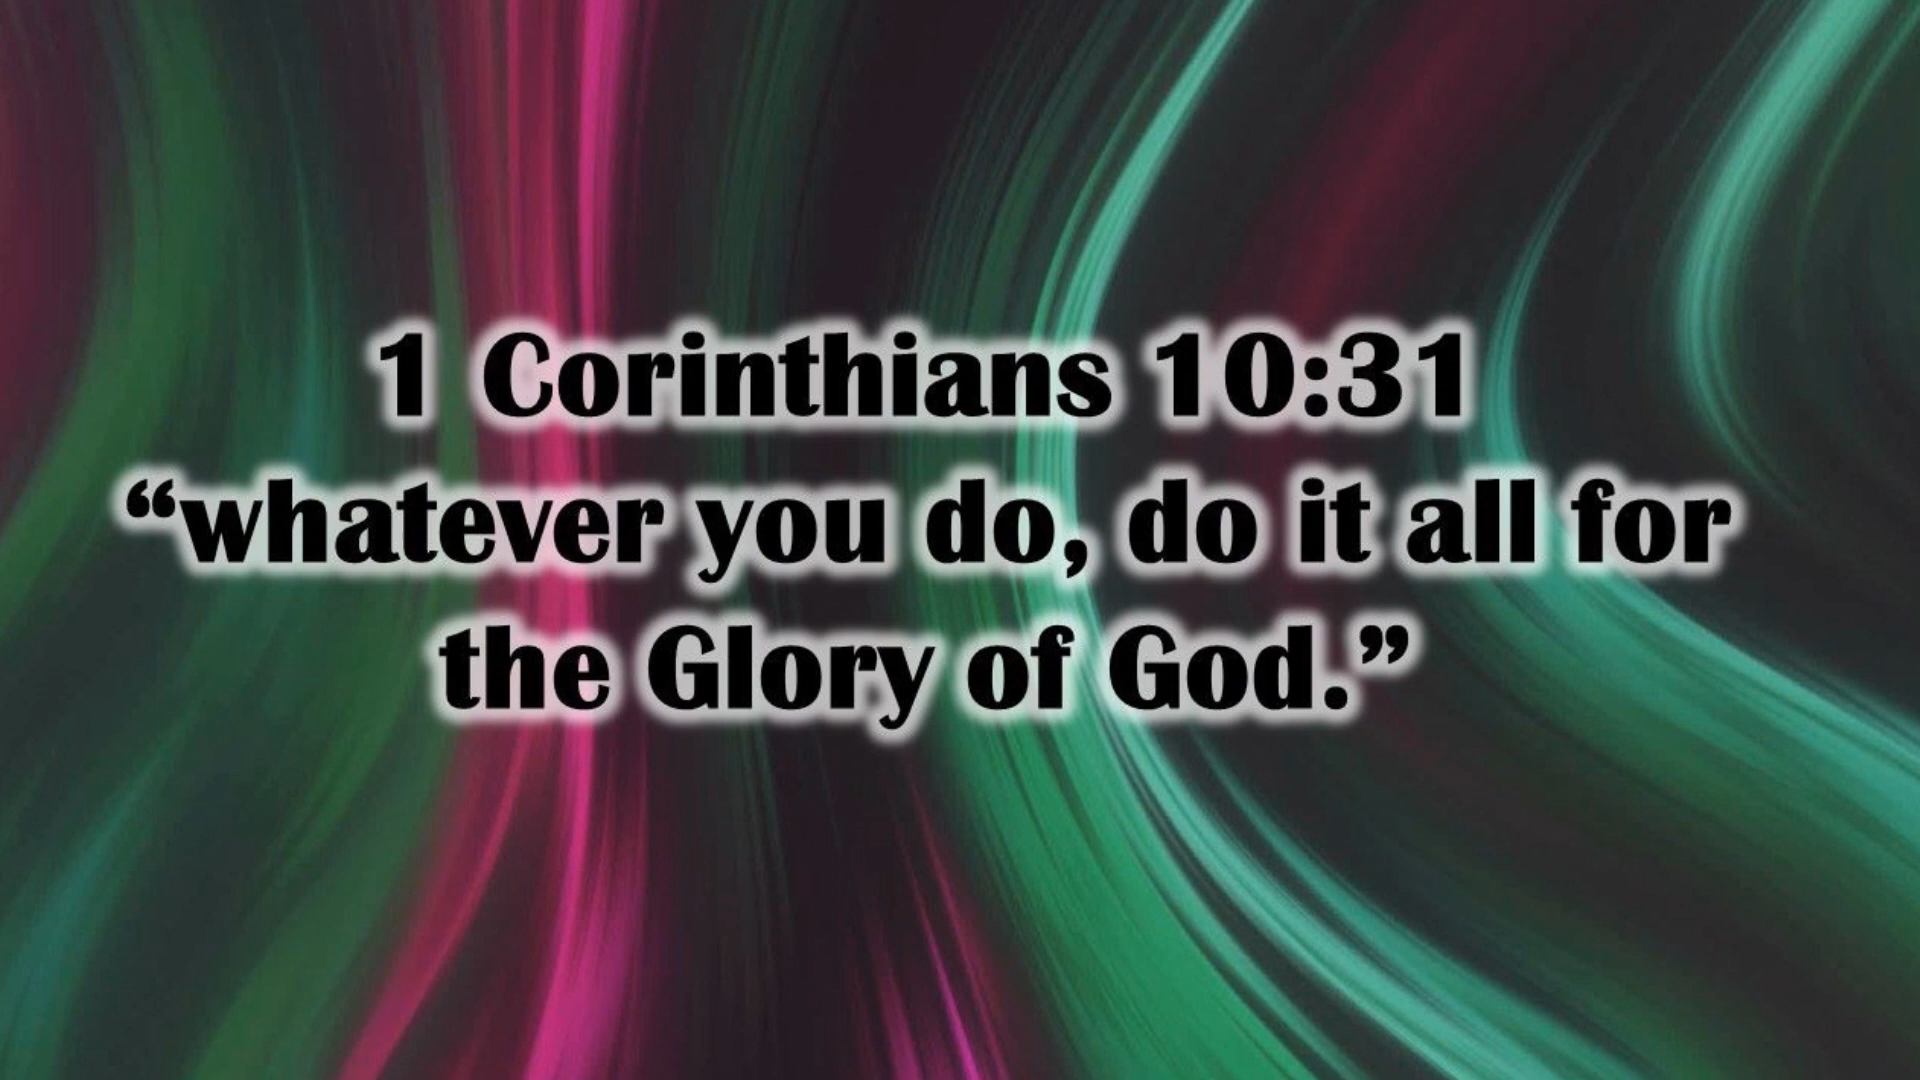 1 Corinthians 10:31
“whatever you do, do it all for
the Glory of God.”